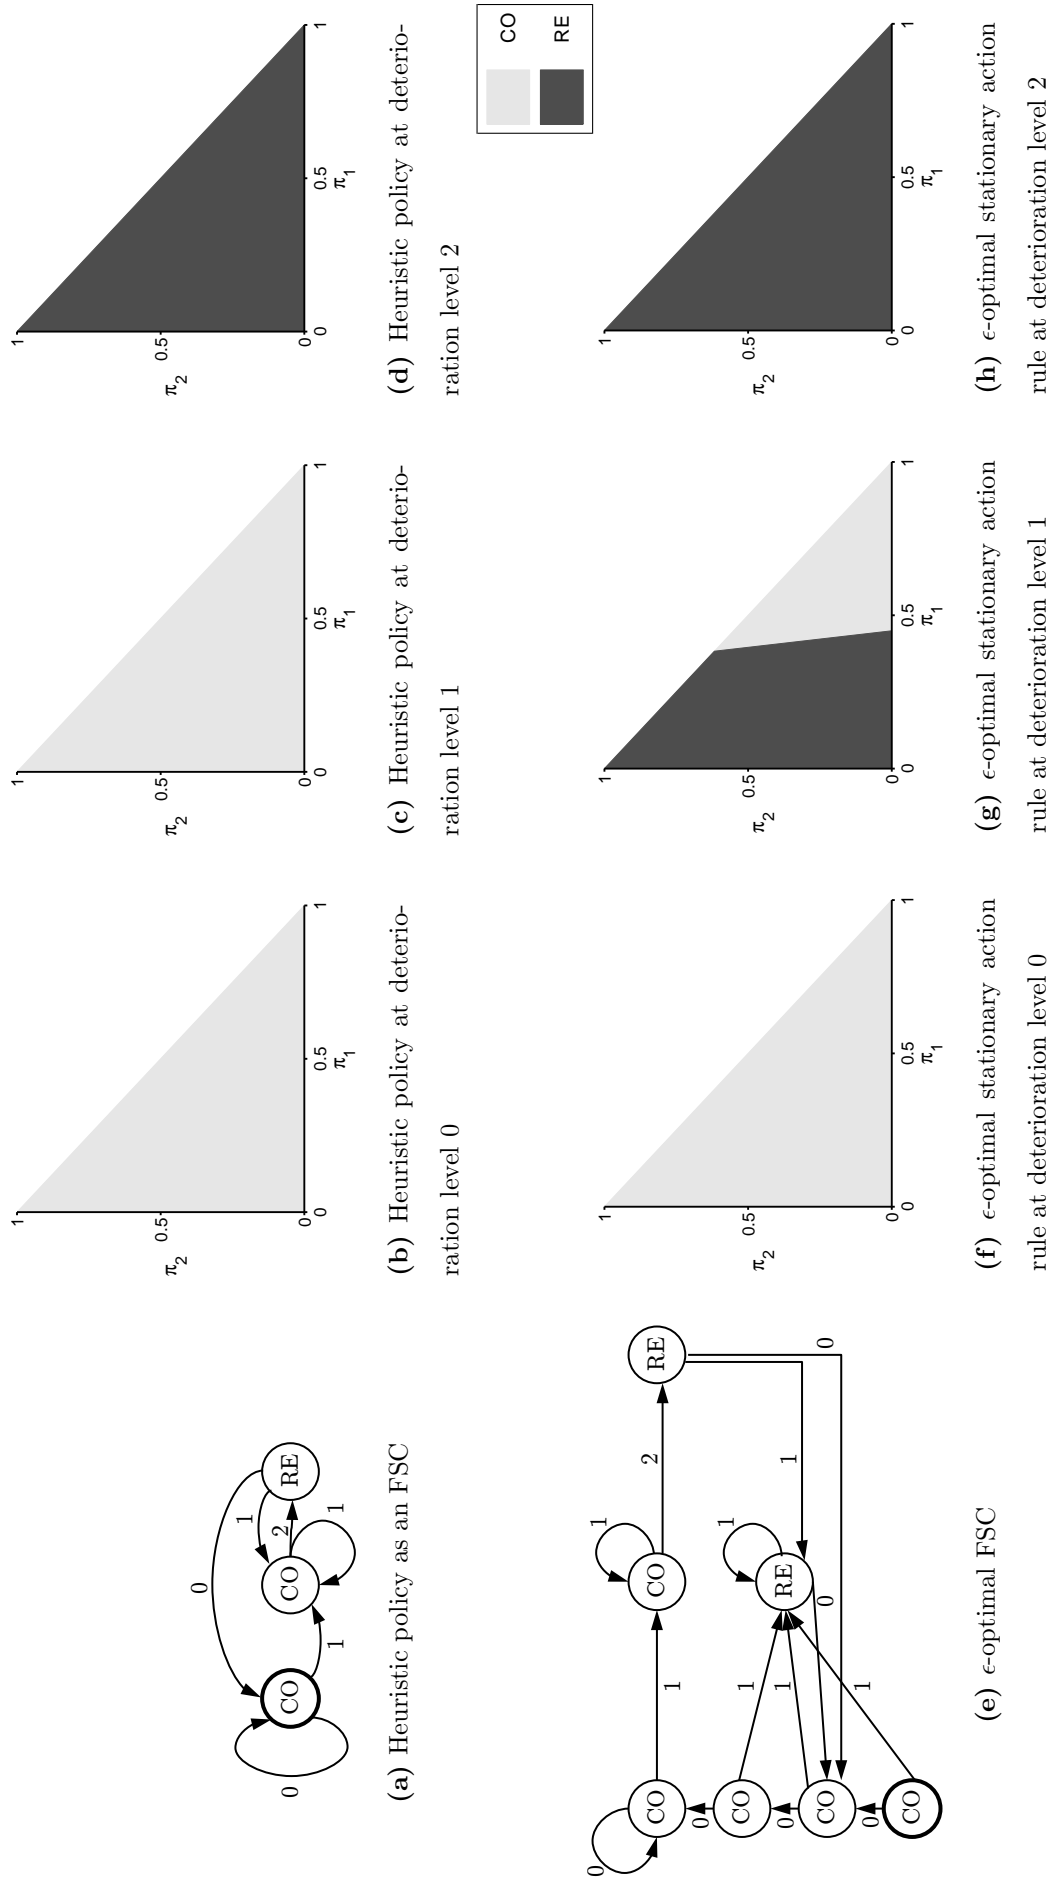 0
1
2
0 CO CO RE
1 1
(a) Heuristic policy as an FSC
1
0.5
0
π2
0 0.5 1
π1
(b) Heuristic policy at deterio-
ration level 0
1
0.5
0
π2
0 0.5 1
π1
(c) Heuristic policy at deterio-
ration level 1
1
0.5
0
π2
0 0.5 1
π1
(d) Heuristic policy at deterio-
ration level 2
CO
RE
0 1
2
CO CO RE
1
0 1
CO 1
0 1 RE 1
CO 0 0
0 1
CO
(e) ϵ-optimal FSC
1
0.5
0
π2
0 0.5 1
π1
(f) ϵ-optimal stationary action
rule at deterioration level 0
1
0.5
0
π2
0 0.5 1
π1
(g) ϵ-optimal stationary action
rule at deterioration level 1
1
0.5
0
π2
0 0.5 1
π1
(h) ϵ-optimal stationary action
rule at deterioration level 2